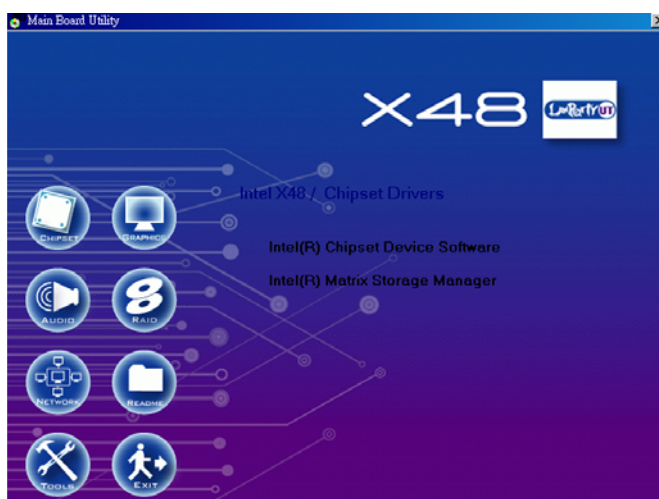 Main Board Utility
X48
LanParty UT
Intel X48 / Chipset Drivers
Intel(R) Chipset Device Software
Intel(R) Matrix Storage Manager
CHIPSET
GRAPHICS
AUDIO
RAID
NETWORK
README
TOOLS
EXIT